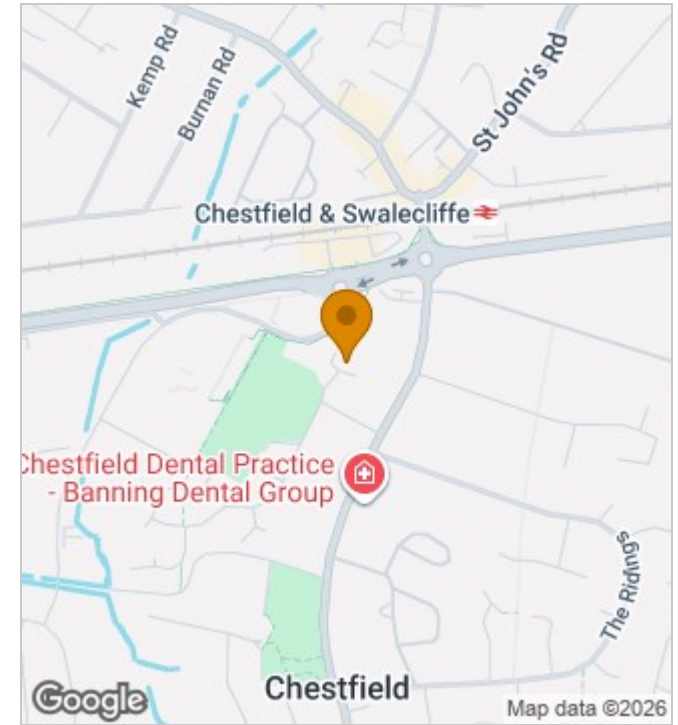 Kemp Rd
Burnan Rd
St John's Rd
Chestfield & Swalecliffe
Chestfield Dental Practice
- Banning Dental Group
The Ridings
Chestfield
Google
Map data ©2026